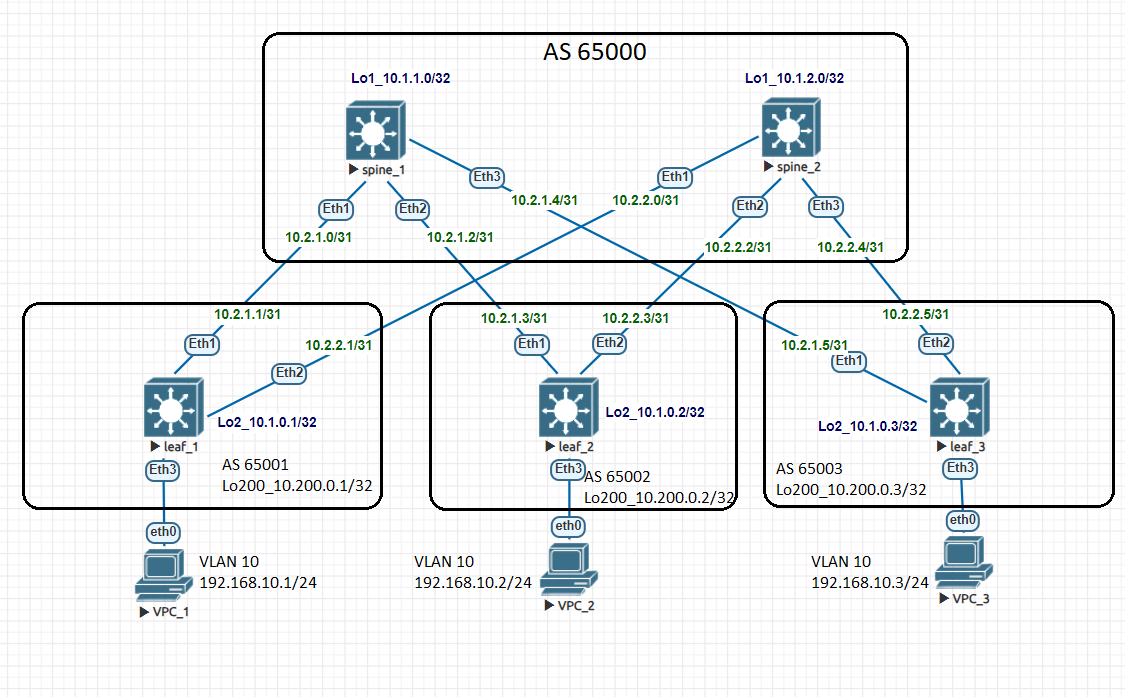 AS 65000
Lo1_10.1.1.0/32
Lo1_10.1.2.0/32
spine_1
spine_2
Eth3
Eth1
10.2.1.4/31
10.2.2.0/31
Eth1
Eth2
Eth2
Eth3
10.2.1.0/31
10.2.1.2/31
10.2.2.2/31
10.2.2.4/31
10.2.1.1/31
10.2.1.3/31
10.2.2.3/31
10.2.2.5/31
Eth1
10.2.2.1/31
Eth1
Eth2
10.2.1.5/31
Eth2
Eth1
Eth2
Lo2_10.1.0.1/32
Lo2_10.1.0.2/32
Lo2_10.1.0.3/32
leaf_1
leaf_2
leaf_3
Eth3
AS 65001
Lo200_10.200.0.1/32
Eth3
AS 65002
Lo200_10.200.0.2/32
AS 65003
Lo200_10.200.0.3/32
Eth3
eth0
eth0
eth0
VLAN 10
192.168.10.1/24
VLAN 10
192.168.10.2/24
VLAN 10
192.168.10.3/24
VPC_1
VPC_2
VPC_3